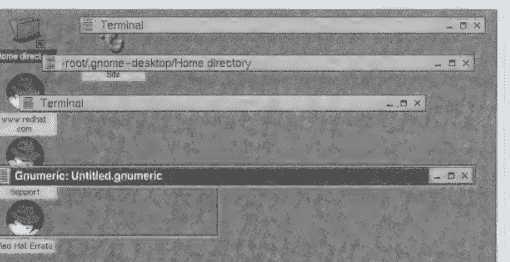 Terminal
Home direct
/root/.gnome-desktop/Home directory
Site
Terminal
www redhat
com
Gnumeric: Untitled.gnumeric
Support
Red Hat Errata